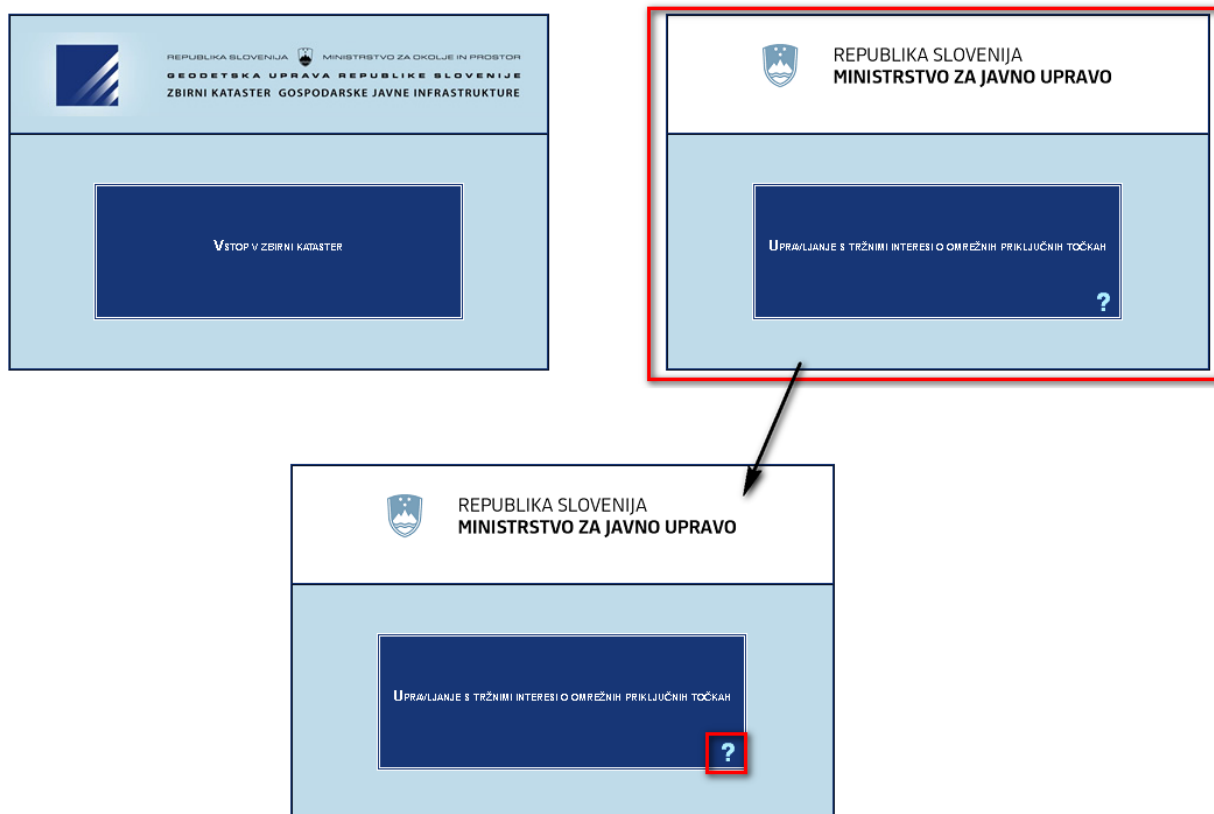 REPUBLIKA SLOVENIJA MINISTRSTVO ZA OKOLJE IN PROSTOR
GEODETSKA UPRAVA REPUBLIKE SLOVENIJE
ZBIRNI KATASTER GOSPODARSKE JAVNE INFRASTRUKTURE
VSTOP V ZBIRNI KATASTER
REPUBLIKA SLOVENIJA
MINISTRSTVO ZA JAVNO UPRAVO
UPRAVLJANJE S TRŽNIMI INTERESI O OMREŽNIH PRIKLJUČNIH TOČKAH
?
REPUBLIKA SLOVENIJA
MINISTRSTVO ZA JAVNO UPRAVO
UPRAVLJANJE S TRŽNIMI INTERESI O OMREŽNIH PRIKLJUČNIH TOČKAH
?